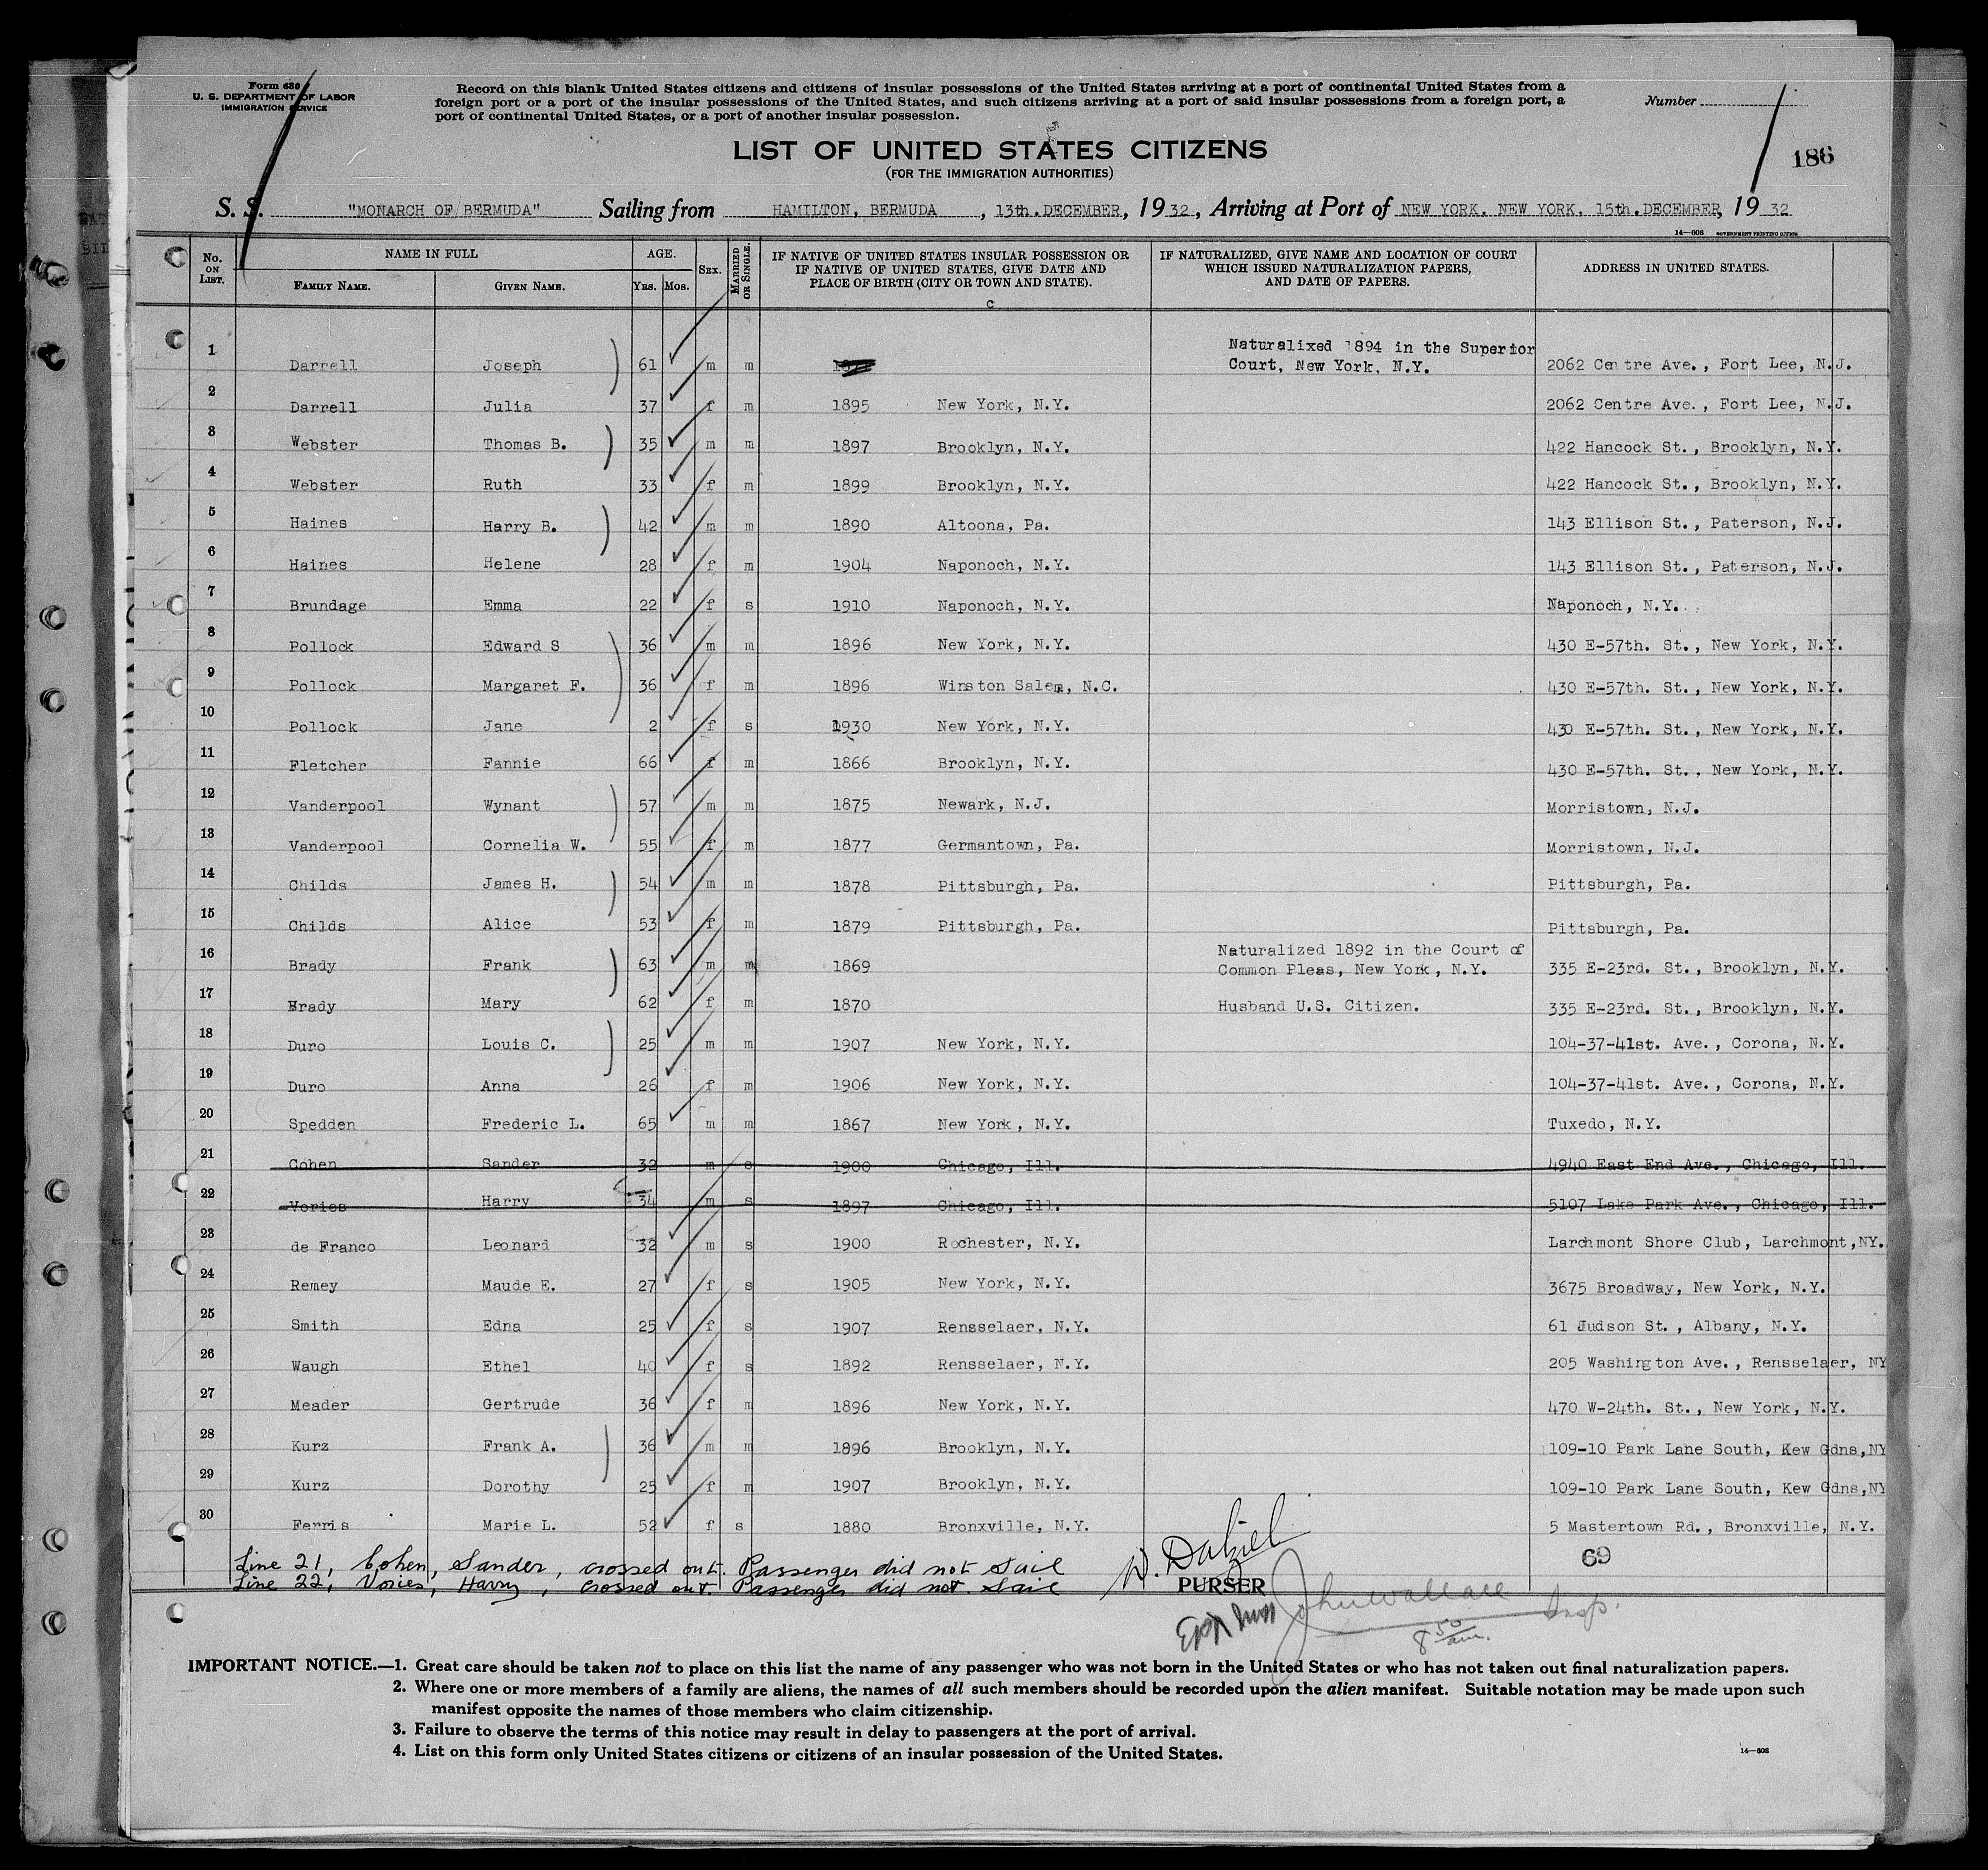 Form 630
U. S. DEPARTMENT OF LABOR
IMMIGRATION SERVICE
Record on this blank United States citizens and citizens of insular possessions of the United States arriving at a port of continental United States from a
foreign port or a port of the insular possessions of the United States, and such citizens arriving at a port of said insular possessions from a foreign port, a
port of continental United States, or a port of another insular possession.
Number
LIST OF UNITED STATES CITIZENS
(FOR THE IMMIGRATION AUTHORITIES)
186
S. S. "MONARCH OF BERMUDA" Sailing from HAMILTON, BERMUDA, 13th. DECEMBER, 1932, Arriving at Port of NEW YORK, NEW YORK, 15th. DECEMBER, 1932
14—608 GOVERNMENT PRINTING OFFICE
No. ON LIST. NAME IN FULL AGE. SEX. MARRIED OR SINGLE. IF NATIVE OF UNITED STATES INSULAR POSSESSION OR IF NATIVE OF UNITED STATES, GIVE DATE AND PLACE OF BIRTH (CITY OR TOWN AND STATE). IF NATURALIZED, GIVE NAME AND LOCATION OF COURT WHICH ISSUED NATURALIZATION PAPERS, AND DATE OF PAPERS. ADDRESS IN UNITED STATES.
FAMILY NAME. GIVEN NAME. YRS. MOS.
c
1 Darrell Joseph 61 m m Naturalixed 1894 in the Superior Court, New York, N.Y. 2062 Centre Ave., Fort Lee, N.J.
2 Darrell Julia 37 f m 1895 New York, N.Y. 2062 Centre Ave., Fort Lee, N.J.
3 Webster Thomas B. 35 m m 1897 Brooklyn, N.Y. 422 Hancock St., Brooklyn, N.Y.
4 Webster Ruth 33 f m 1899 Brooklyn, N.Y. 422 Hancock St., Brooklyn, N.Y.
5 Haines Harry B. 42 m m 1890 Altoona, Pa. 143 Ellison St., Paterson, N.J.
6 Haines Helene 28 f m 1904 Naponoch, N.Y. 143 Ellison St., Paterson, N.J.
7 Brundage Emma 22 f s 1910 Naponoch, N.Y. Naponoch, N.Y.
8 Pollock Edward S 36 m m 1896 New York, N.Y. 430 E-57th. St., New York, N.Y.
9 Pollock Margaret F. 36 f m 1896 Winston Salem, N.C. 430 E-57th. St., New York, N.Y.
10 Pollock Jane 2 f s 1930 New York, N.Y. 430 E-57th. St., New York, N.Y.
11 Fletcher Fannie 66 f m 1866 Brooklyn, N.Y. 430 E-57th. St., New York, N.Y.
12 Vanderpool Wynant 57 m m 1875 Newark, N.J. Morristown, N.J.
13 Vanderpool Cornelia W. 55 f m 1877 Germantown, Pa. Morristown, N.J.
14 Childs James H. 54 m m 1878 Pittsburgh, Pa. Pittsburgh, Pa.
15 Childs Alice 53 f m 1879 Pittsburgh, Pa. Pittsburgh, Pa.
16 Brady Frank 63 m m 1869 Naturalized 1892 in the Court of Common Pleas, New York, N.Y. 335 E-23rd. St., Brooklyn, N.Y.
17 Brady Mary 62 f m 1870 Husband U.S. Citizen. 335 E-23rd. St., Brooklyn, N.Y.
18 Duro Louis C. 25 m m 1907 New York, N.Y. 104-37-41st. Ave., Corona, N.Y.
19 Duro Anna 26 f m 1906 New York, N.Y. 104-37-41st. Ave., Corona, N.Y.
20 Spedden Frederic L. 65 m m 1867 New York, N.Y. Tuxedo, N.Y.
21 Cohen Sander 32 m s 1900 Chicago, Ill. 4940 East End Ave., Chicago, Ill.
22 Vories Harry 34 m s 1897 Chicago, Ill. 5107 Lake Park Ave., Chicago, Ill.
23 de Franco Leonard 32 m s 1900 Rochester, N.Y. Larchmont Shore Club, Larchmont,NY.
24 Remey Maude E. 27 f s 1905 New York, N.Y. 3675 Broadway, New York, N.Y.
25 Smith Edna 25 f s 1907 Rensselaer, N.Y. 61 Judson St., Albany, N.Y.
26 Waugh Ethel 40 f s 1892 Rensselaer, N.Y. 205 Washington Ave., Rensselaer, NY
27 Meader Gertrude 36 f m 1896 New York, N.Y. 470 W-24th. St., New York, N.Y.
28 Kurz Frank A. 36 m m 1896 Brooklyn, N.Y. 109-10 Park Lane South, Kew Gdns,NY
29 Kurz Dorothy 25 f m 1907 Brooklyn, N.Y. 109-10 Park Lane South, Kew Gdns,NY
30 Ferris Marie L. 52 f s 1880 Bronxville, N.Y. 5 Mastertown Rd., Bronxville, N.Y.
69
Line 21, Cohen, Sander, crossed out. Passenger did not sail
Line 22, Vories, Harry, crossed out. Passenger did not sail
W. Dalziel
PURSER
John Wallace Insp.
8 50 am.
IMPORTANT NOTICE.—1. Great care should be taken not to place on this list the name of any passenger who was not born in the United States or who has not taken out final naturalization papers.
2. Where one or more members of a family are aliens, the names of all such members should be recorded upon the alien manifest. Suitable notation may be made upon such
manifest opposite the names of those members who claim citizenship.
3. Failure to observe the terms of this notice may result in delay to passengers at the port of arrival.
4. List on this form only United States citizens or citizens of an insular possession of the United States.
14—608